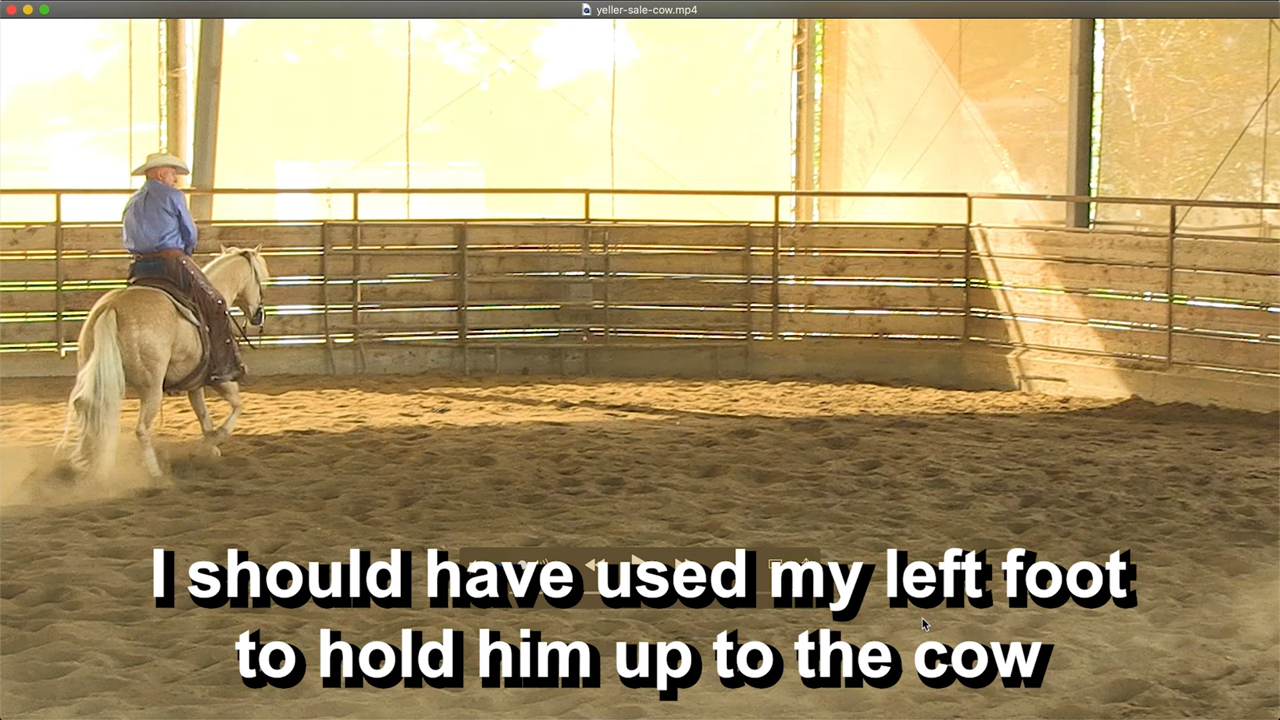 yeller-sale-cow.mp4
I should have used my left foot
to hold him up to the cow